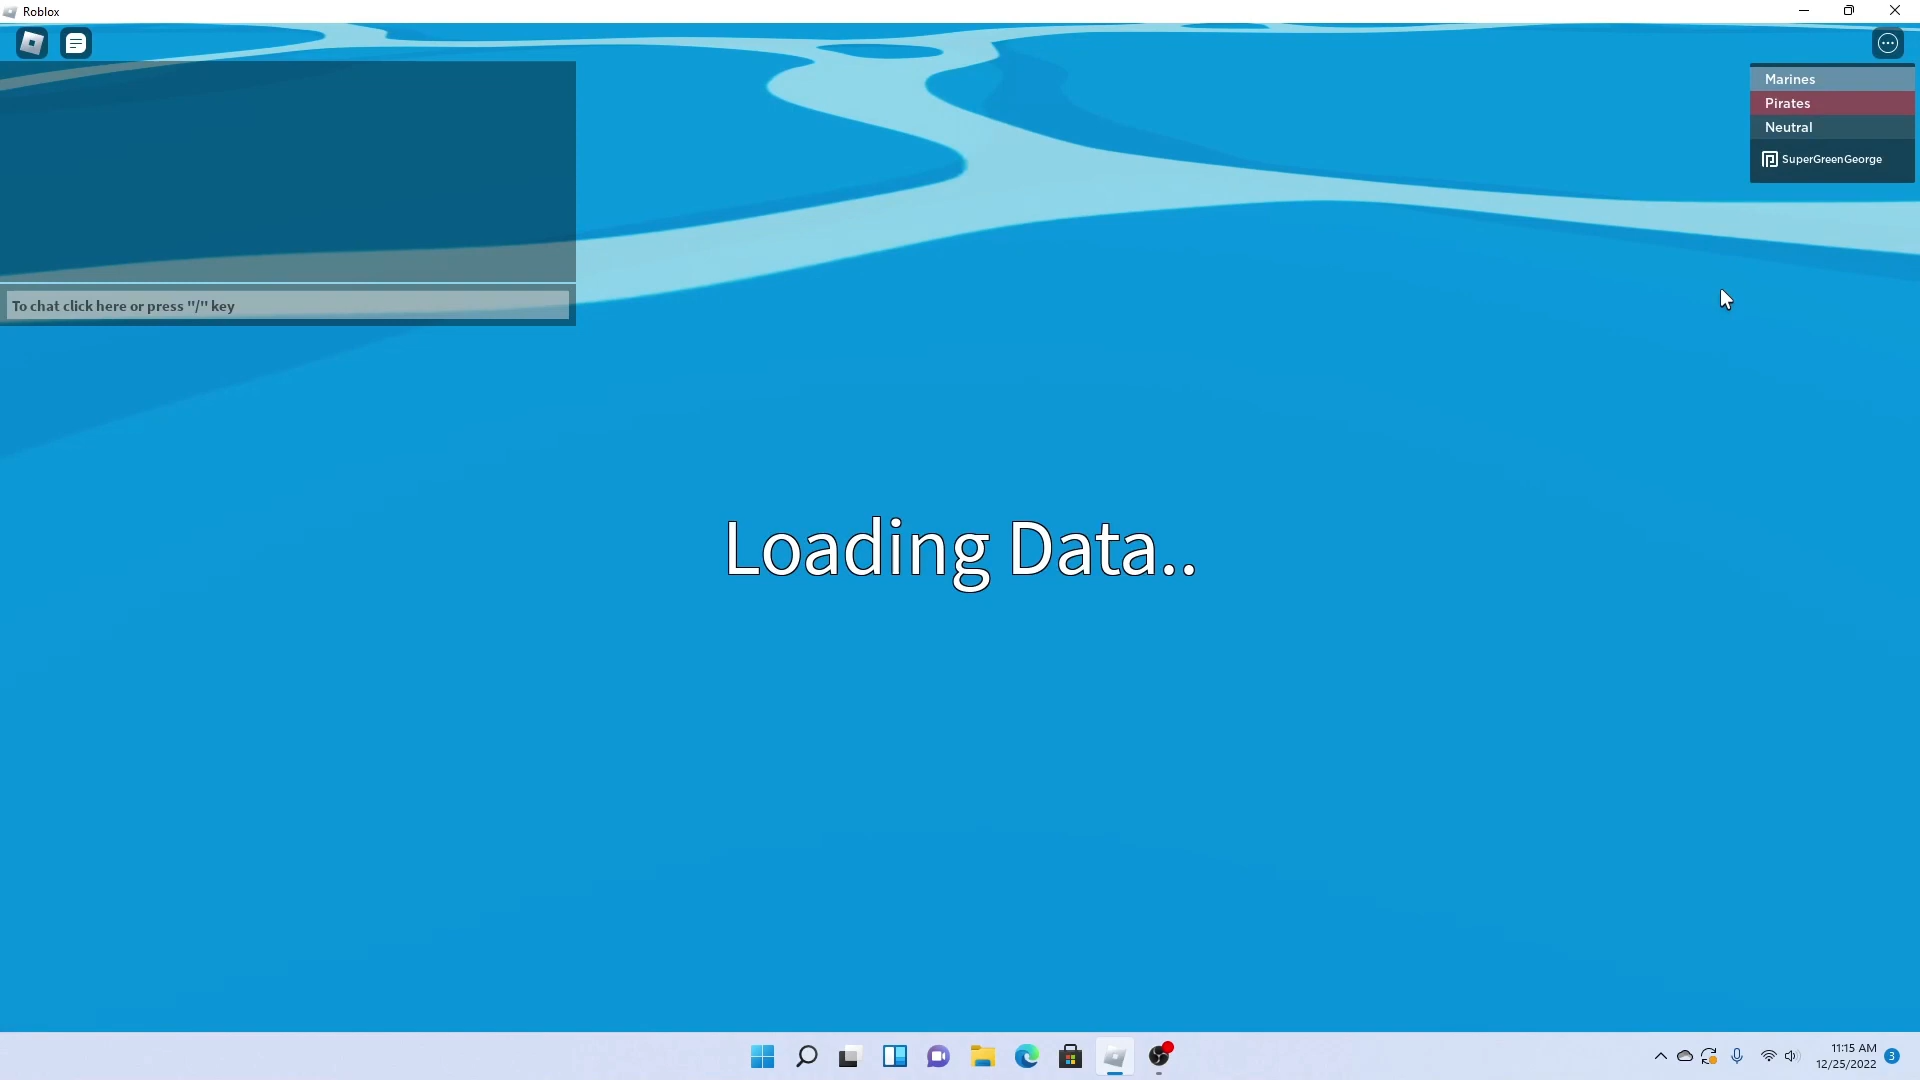 Roblox
Marines
Pirates
Neutral
SuperGreenGeorge
To chat click here or press "/" key
Loading Data..
11:15 AM
12/25/2022
3